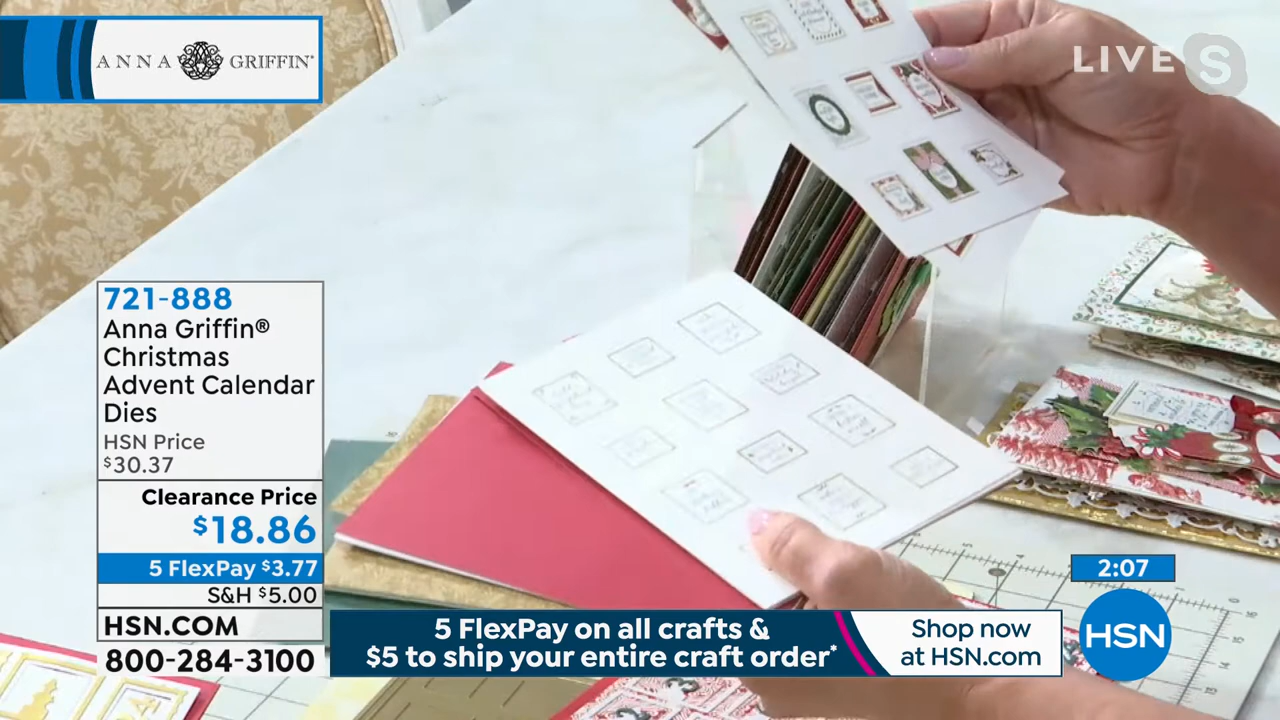 ANNA GRIFFIN®
LIVE S
721-888
Anna Griffin®
Christmas
Advent Calendar
Dies
HSN Price
$30.37
Clearance Price
$18.86
5 FlexPay $3.77
S&H $5.00
HSN.COM
800-284-3100
5 FlexPay on all crafts &
$5 to ship your entire craft order*
Shop now
at HSN.com
2:07
HSN